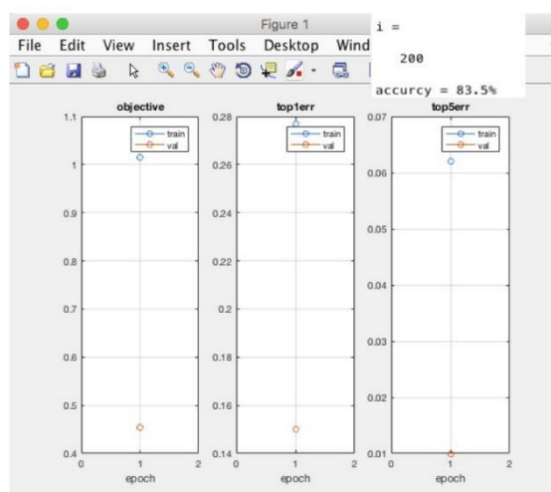 Figure 1
File Edit View Insert Tools Desktop Wind
i =
200
accurcy = 83.5%
objective
1.1
1
0.9
0.8
0.7
0.6
0.5
0.4
0 1 2
epoch
train
val
top1err
0.28
0.26
0.24
0.22
0.2
0.18
0.16
0.14
0 1 2
epoch
train
val
top5err
0.07
0.06
0.05
0.04
0.03
0.02
0.01
0 1 2
epoch
train
val